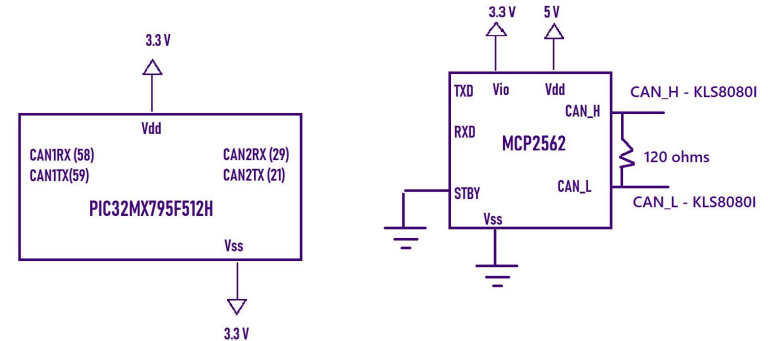 3.3 V
Vdd
CAN1RX (58)
CAN1TX(59)
CAN2RX (29)
CAN2TX (21)
PIC32MX795F512H
Vss
3.3 V
3.3 V
5 V
TXD
Vio
Vdd
CAN_H
RXD
MCP2562
STBY
CAN_L
Vss
CAN_H - KLS8080I
120 ohms
CAN_L - KLS8080I